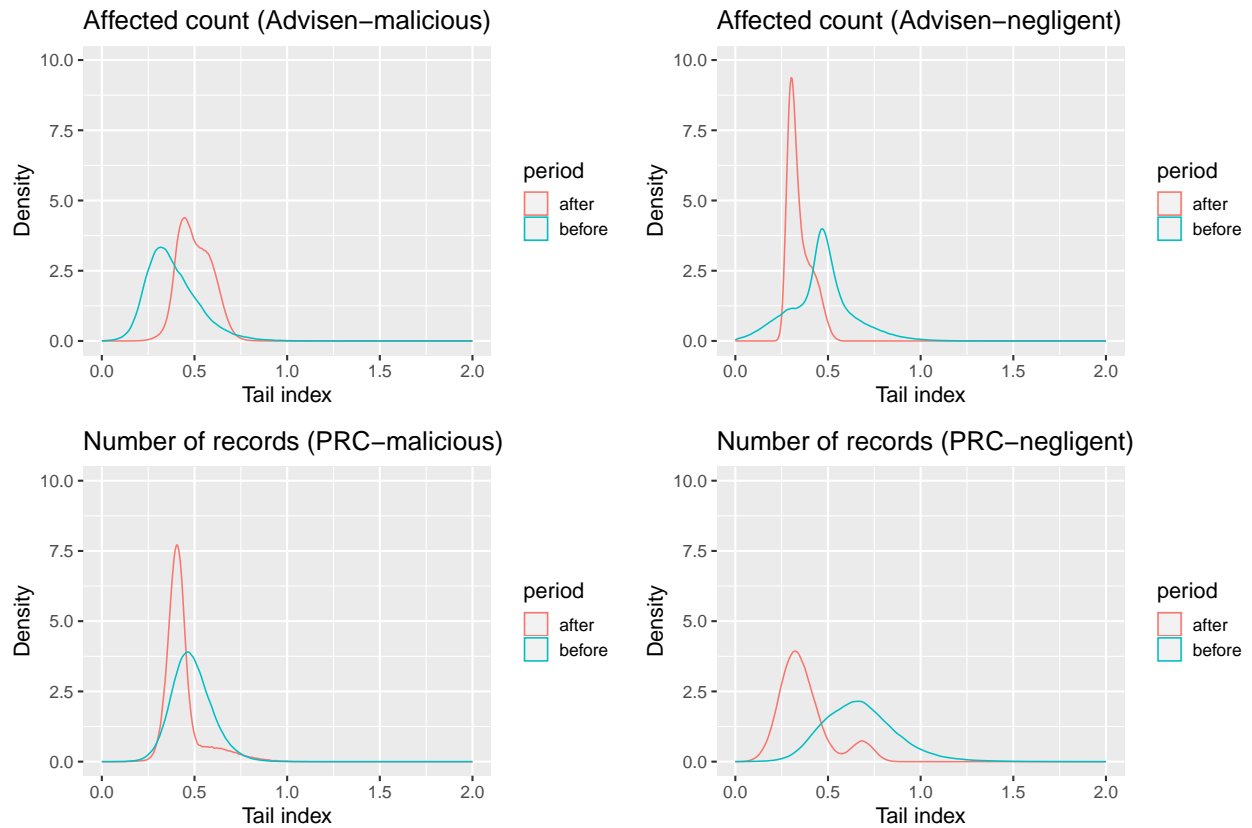 Affected count (Advisen−malicious)
10.0
7.5
5.0
2.5
0.0
Density
0.0 0.5 1.0 1.5 2.0
Tail index
period
after
before
Affected count (Advisen−negligent)
10.0
7.5
5.0
2.5
0.0
Density
0.0 0.5 1.0 1.5 2.0
Tail index
period
after
before
Number of records (PRC−malicious)
10.0
7.5
5.0
2.5
0.0
Density
0.0 0.5 1.0 1.5 2.0
Tail index
period
after
before
Number of records (PRC−negligent)
10.0
7.5
5.0
2.5
0.0
Density
0.0 0.5 1.0 1.5 2.0
Tail index
period
after
before